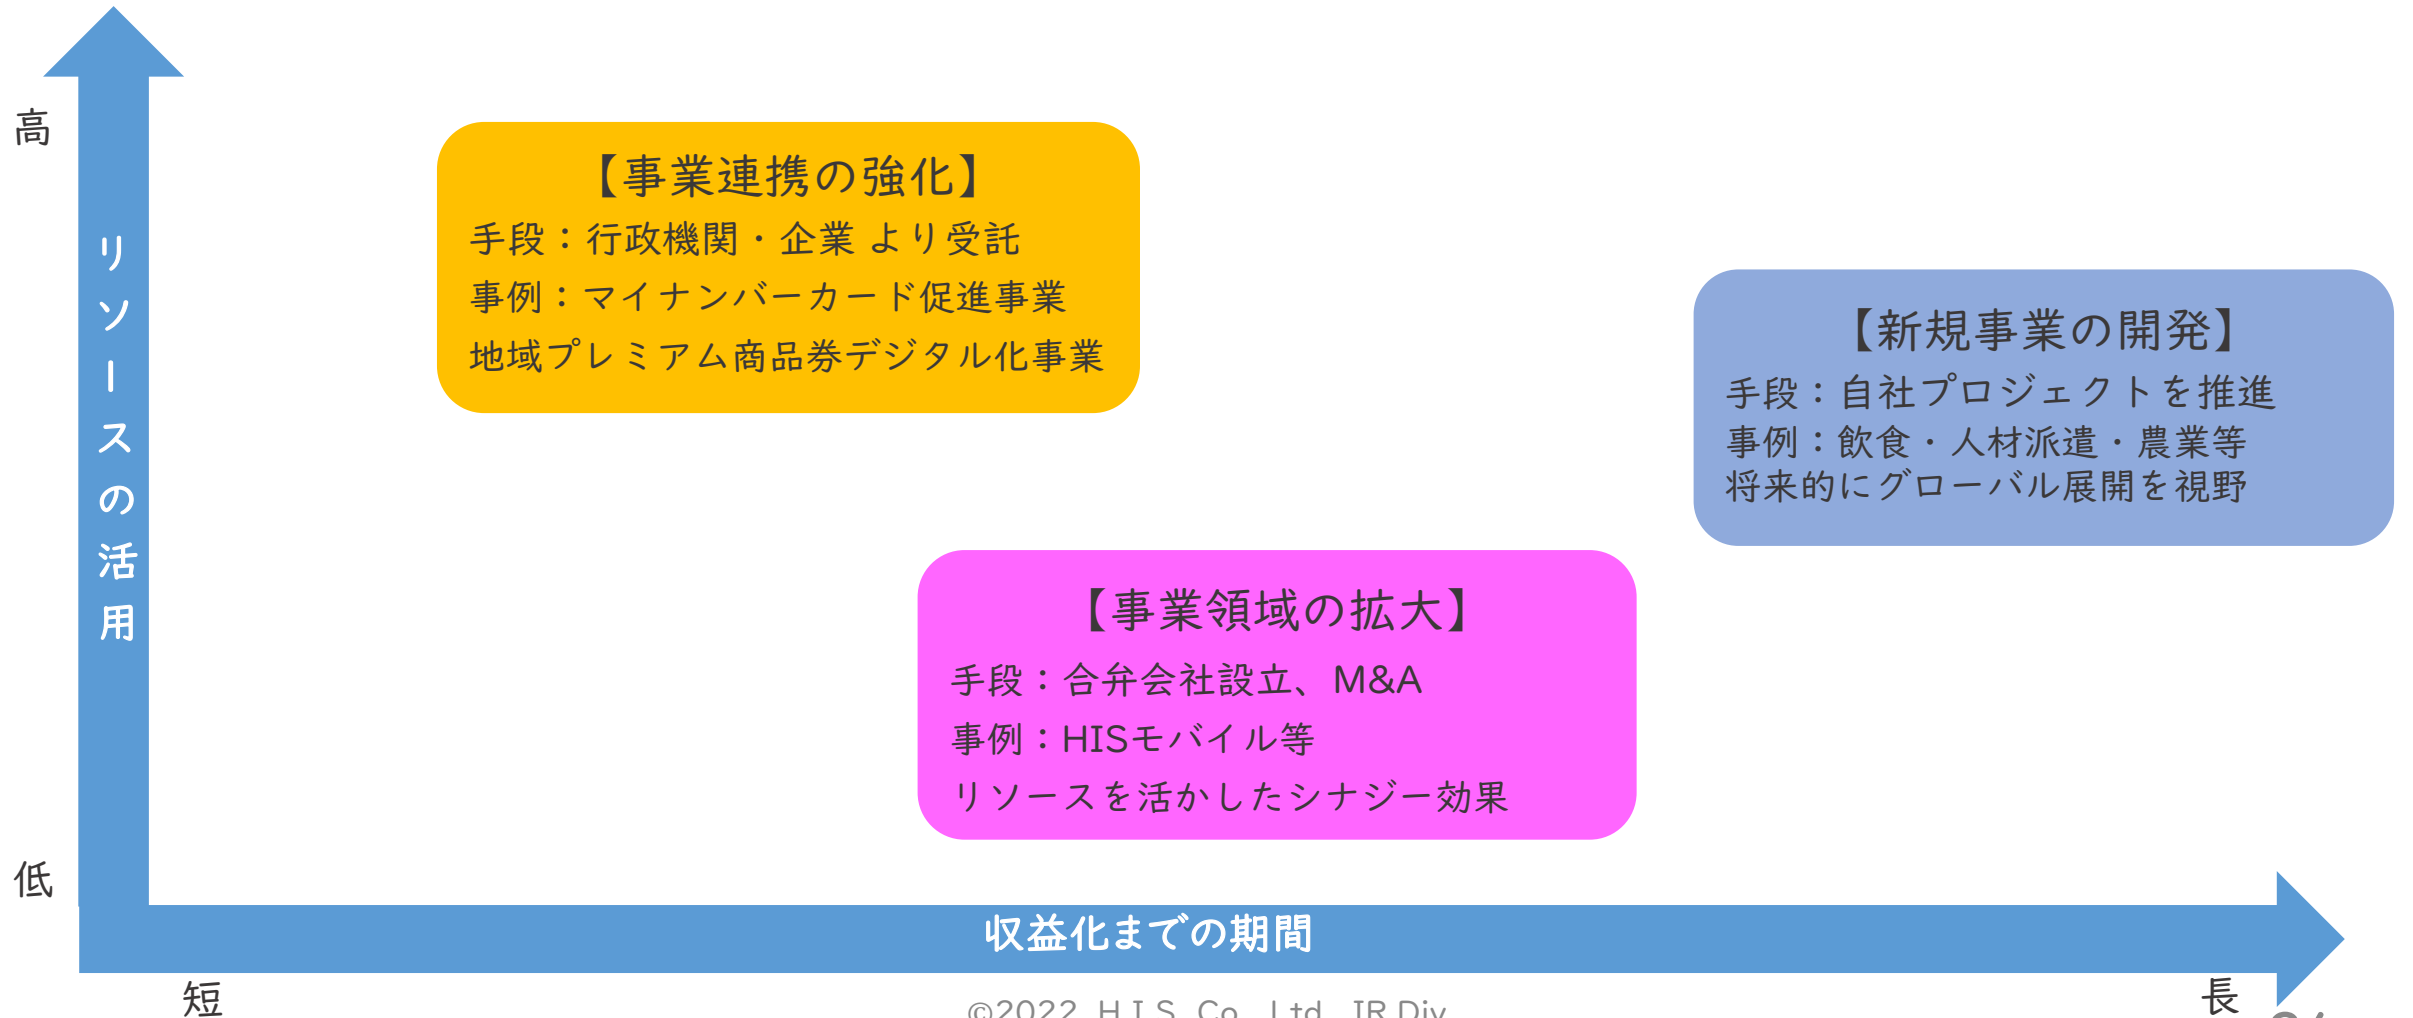 高
リソースの活用
低
【事業連携の強化】
手段：行政機関・企業 より受託
事例：マイナンバーカード促進事業
地域プレミアム商品券デジタル化事業
【新規事業の開発】
手段：自社プロジェクトを推進
事例：飲食・人材派遣・農業等
将来的にグローバル展開を視野
【事業領域の拡大】
手段：合弁会社設立、M&A
事例：HISモバイル等
リソースを活かしたシナジー効果
収益化までの期間
短
長
©2022 H.I.S. Co., Ltd. IR Div